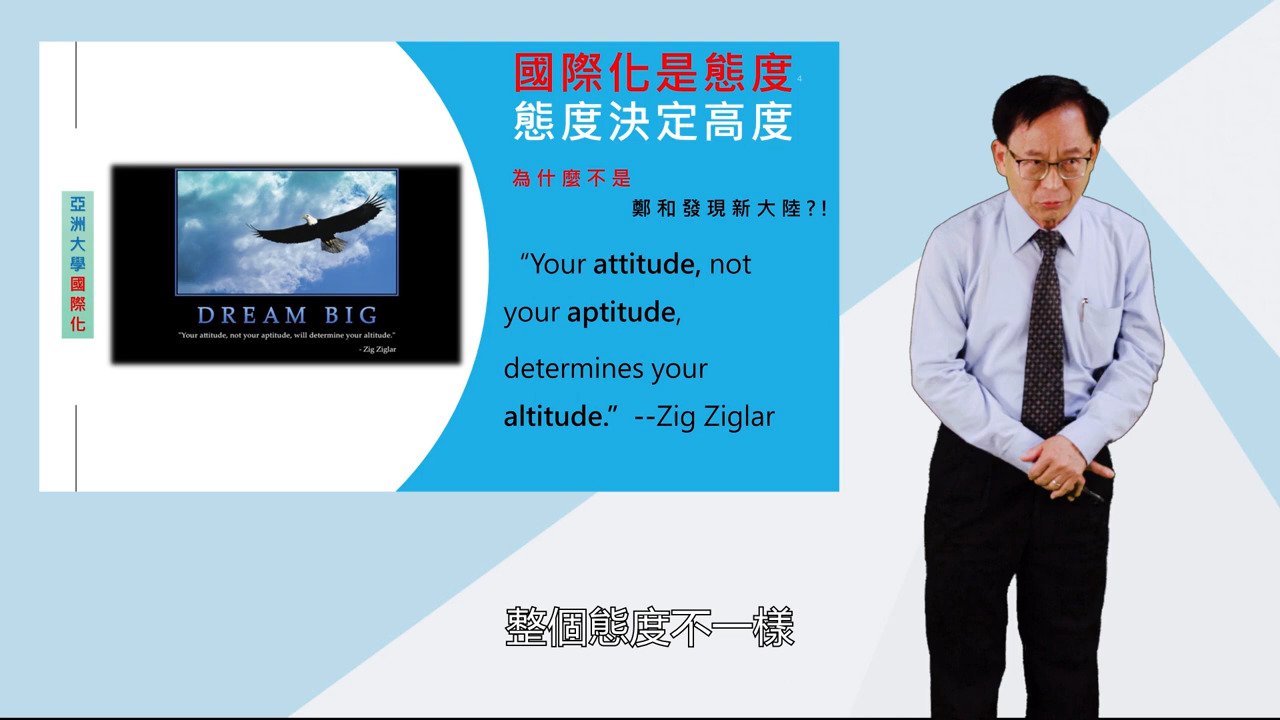 國際化是態度
4
態度決定高度
為什麼不是
鄭和發現新大陸?!
“Your attitude, not
your aptitude,
determines your
altitude.” --Zig Ziglar
亞洲大學國際化
DREAM BIG
“Your attitude, not your aptitude, will determine your altitude.”
- Zig Ziglar
整個態度不一樣